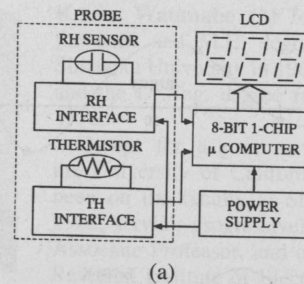 PROBE
LCD
RH SENSOR
RH
INTERFACE
8-BIT 1-CHIP
μ COMPUTER
THERMISTOR
TH
INTERFACE
POWER
SUPPLY
(a)